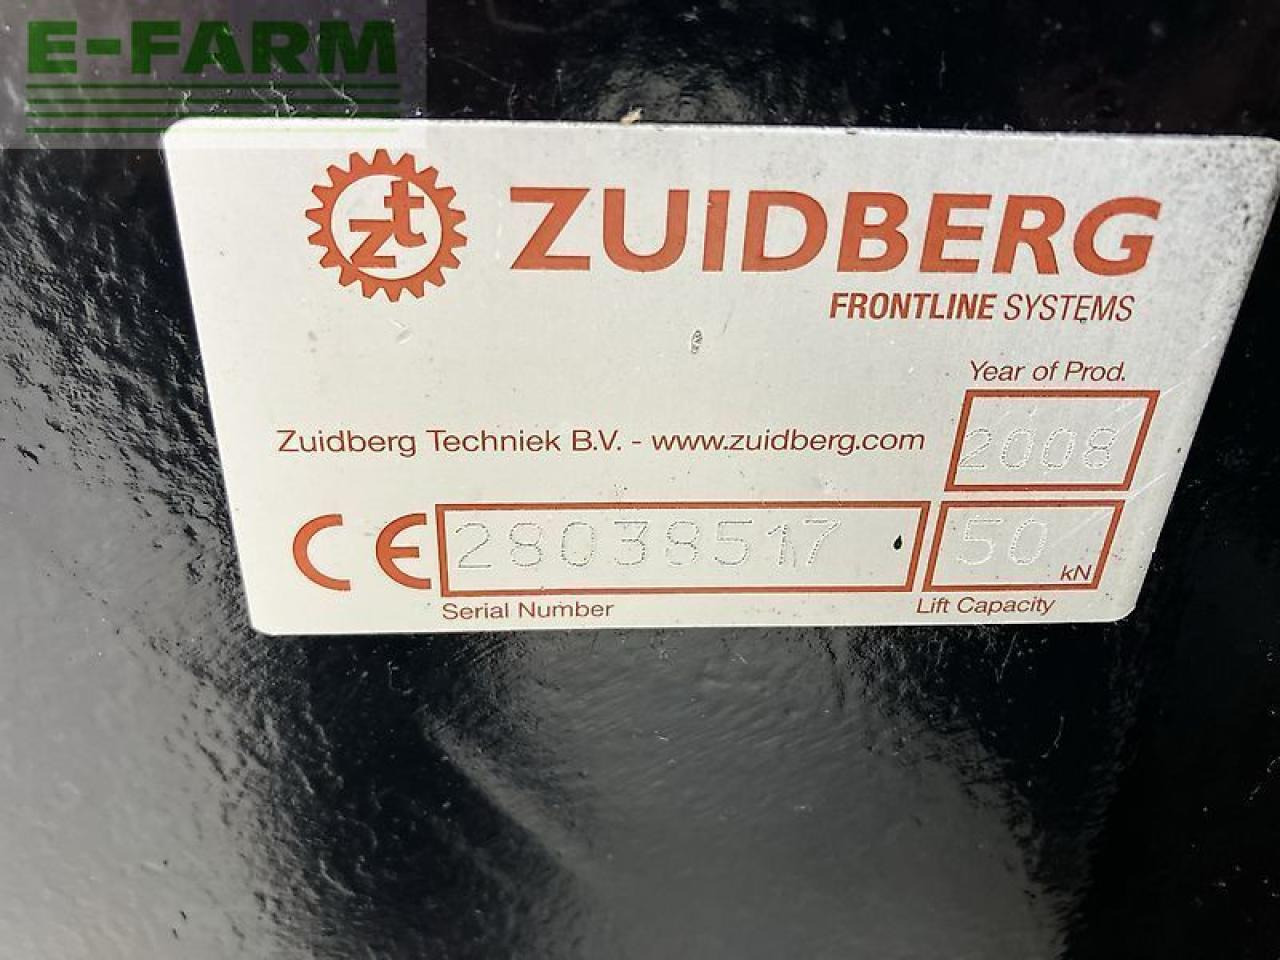 E-FARM
zt ZUIDBERG
FRONTLINE SYSTEMS
Year of Prod.
2008
Zuidberg Techniek B.V. - www.zuidberg.com
CE 28038517
50 kN
Serial Number
Lift Capacity